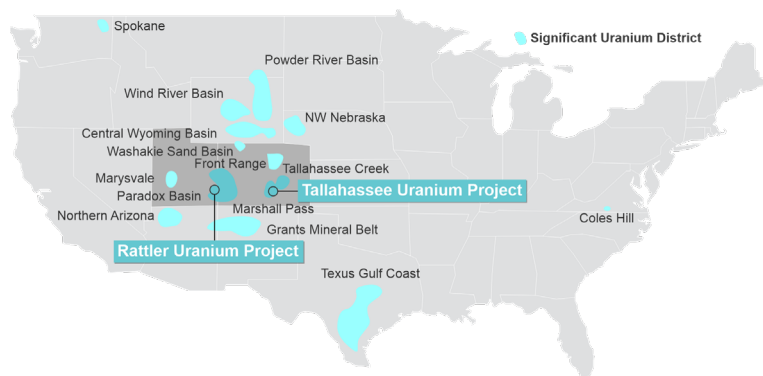 Spokane
Significant Uranium District
Powder River Basin
Wind River Basin
NW Nebraska
Central Wyoming Basin
Washakie Sand Basin
Front Range
Tallahassee Creek
Marysvale
Tallahassee Uranium Project
Paradox Basin
Marshall Pass
Northern Arizona
Coles Hill
Grants Mineral Belt
Rattler Uranium Project
Texus Gulf Coast